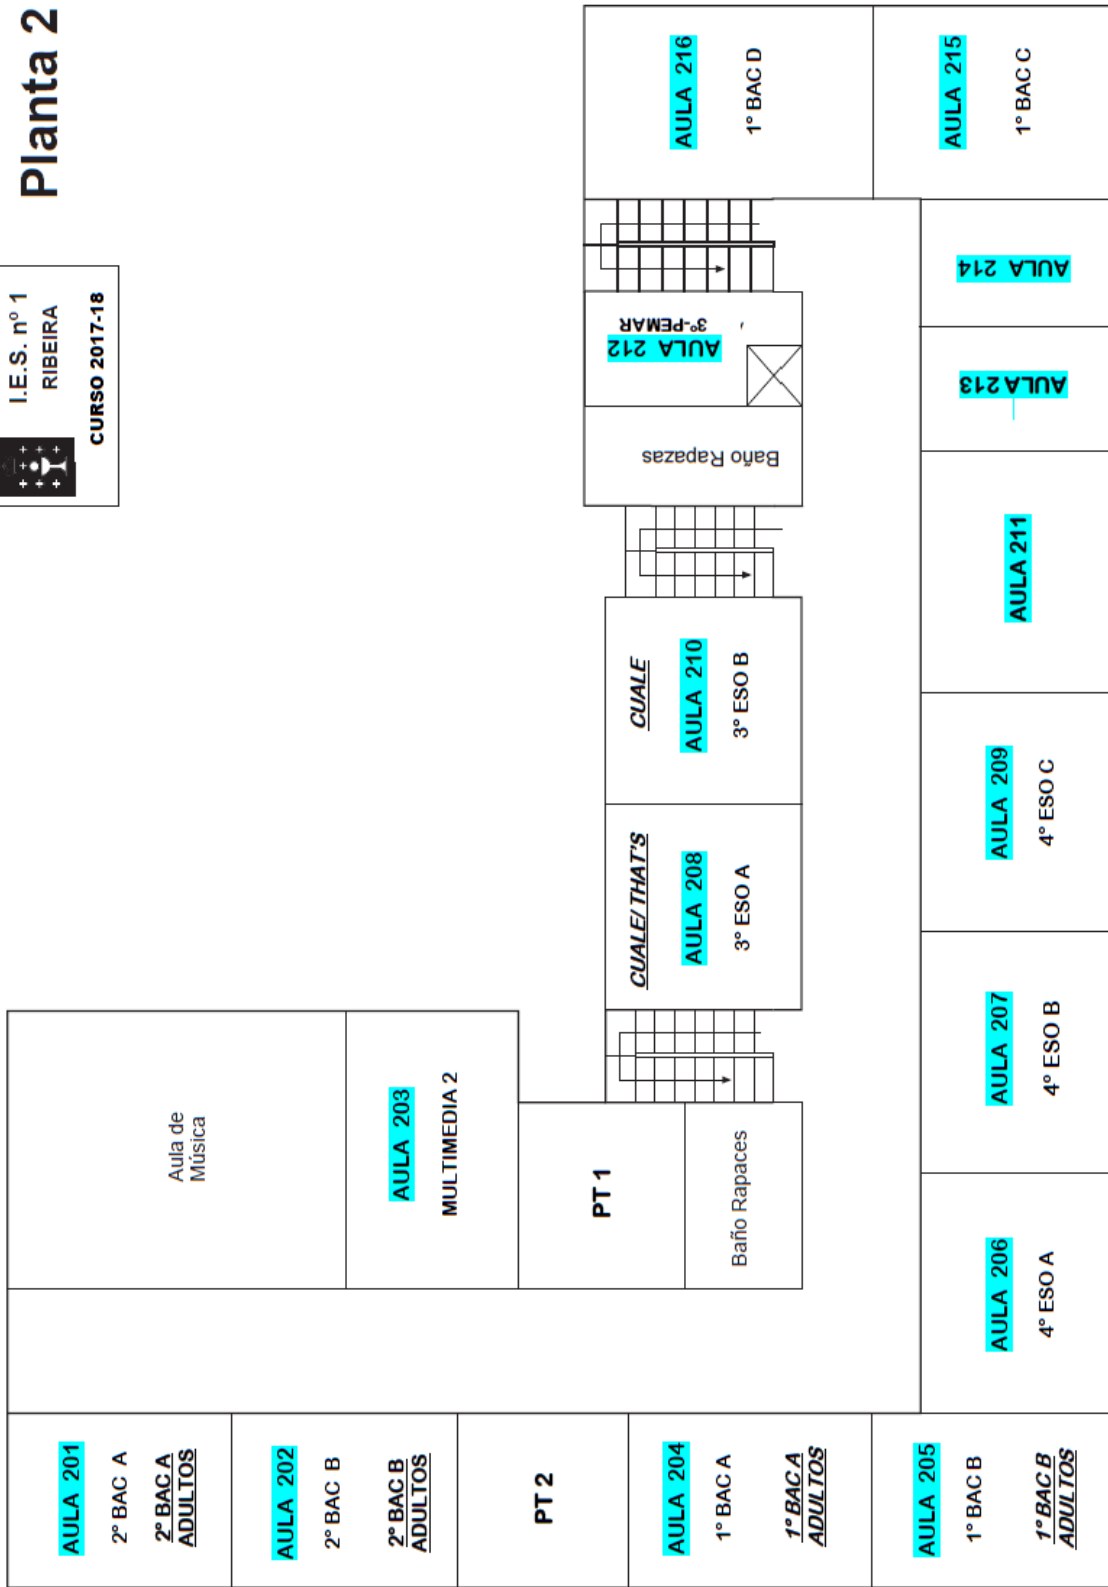 Planta 2
I.E.S. nº 1
RIBEIRA
CURSO 2017-18
Aula de
Música
AULA 203
MULTIMEDIA 2
PT 1
Baño Rapaces
AULA 201
2º BAC A
2º BAC A
ADULTOS
AULA 202
2º BAC B
2º BAC B
ADULTOS
PT 2
AULA 204
1º BAC A
1º BAC A
ADULTOS
AULA 205
1º BAC B
1º BAC B
ADULTOS
AULA 206
4º ESO A
AULA 207
4º ESO B
CUALE/THAT'S
AULA 208
3º ESO A
AULA 209
4º ESO C
CUALE
AULA 210
3º ESO B
AULA 211
Baño Rapazas
AULA 212
3º-PEMAR
AULA 213
AULA 214
AULA 215
1º BAC C
AULA 216
1º BAC D